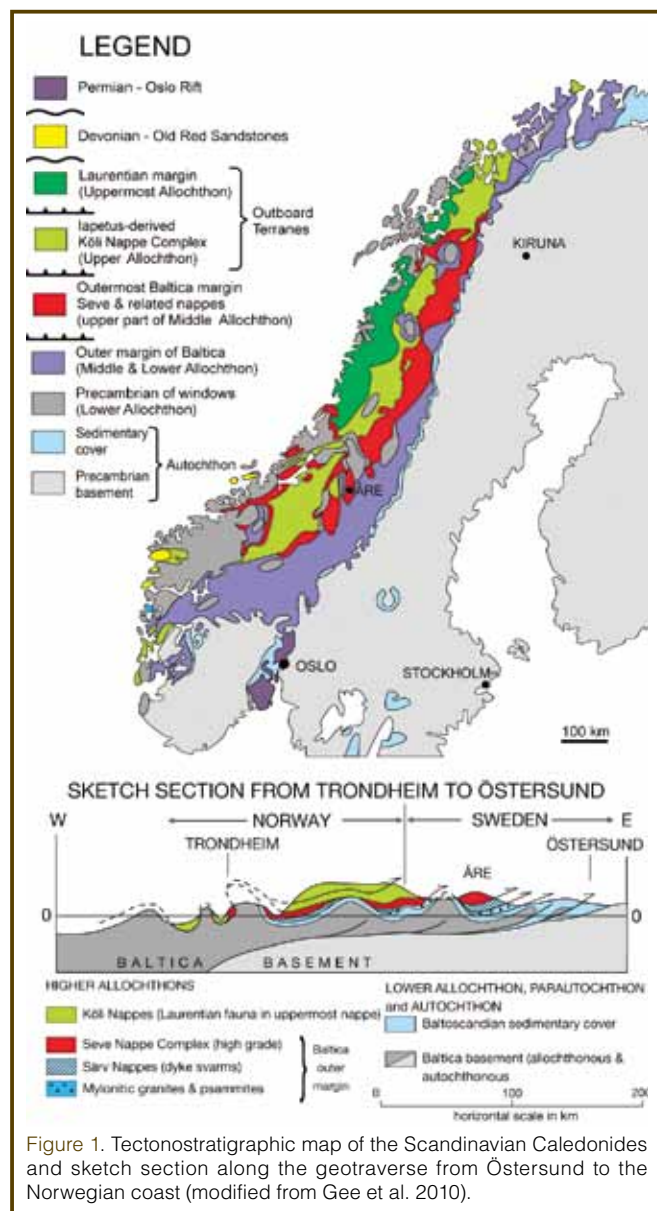 LEGEND
Permian - Oslo Rift
Devonian - Old Red Sandstones
Laurentian margin
(Uppermost Allochthon)
Iapetus-derived
Köli Nappe Complex
(Upper Allochthon)
Outboard
Terranes
Outermost Baltica margin
Seve & related nappes
(upper part of Middle Allochthon)
Outer margin of Baltica
(Middle & Lower Allochthon)
Precambrian of windows
(Lower Allochthon)
Sedimentary
cover
Autochthon
Precambrian
basement
KIRUNA
ÅRE
OSLO
STOCKHOLM
100 km
SKETCH SECTION FROM TRONDHEIM TO ÖSTERSUND
W
NORWAY
SWEDEN
E
TRONDHEIM
ÖSTERSUND
ÅRE
0
0
BALTICA BASEMENT
HIGHER ALLOCHTHONS
Köli Nappes (Laurentian fauna in uppermost nappe)
Seve Nappe Complex (high grade)
Särv Nappes (dyke svarms)
Mylonitic granites & psammites
Baltica
outer
margin
LOWER ALLOCHTHON, PARAUTOCHTHON
and AUTOCHTHON
Baltoscandian sedimentary cover
Baltica basement (allochthonous &
autochthonous
0 100 200
horizontal scale in km
Figure 1. Tectonostratigraphic map of the Scandinavian Caledonides
and sketch section along the geotraverse from Östersund to the
Norwegian coast (modified from Gee et al. 2010).